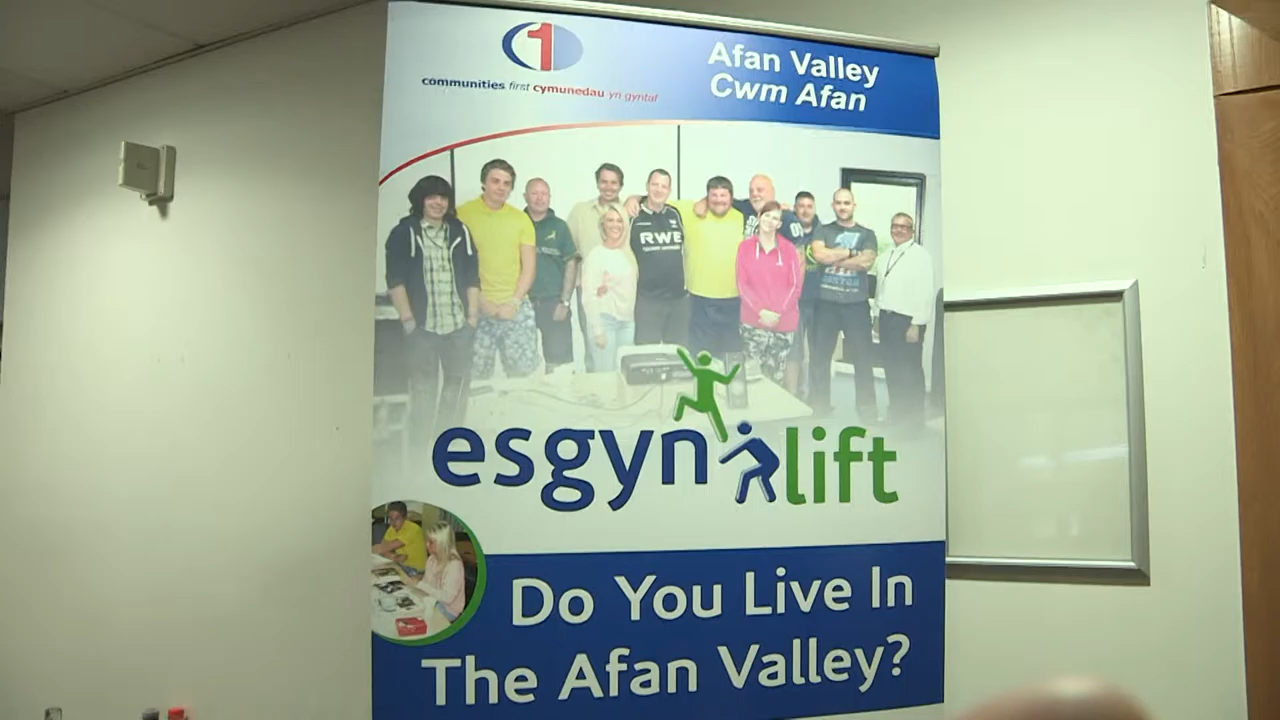 1
communities first cymunedau yn gyntaf
Afan Valley
Cwm Afan
RWE
esgyn lift
Do You Live In
The Afan Valley?